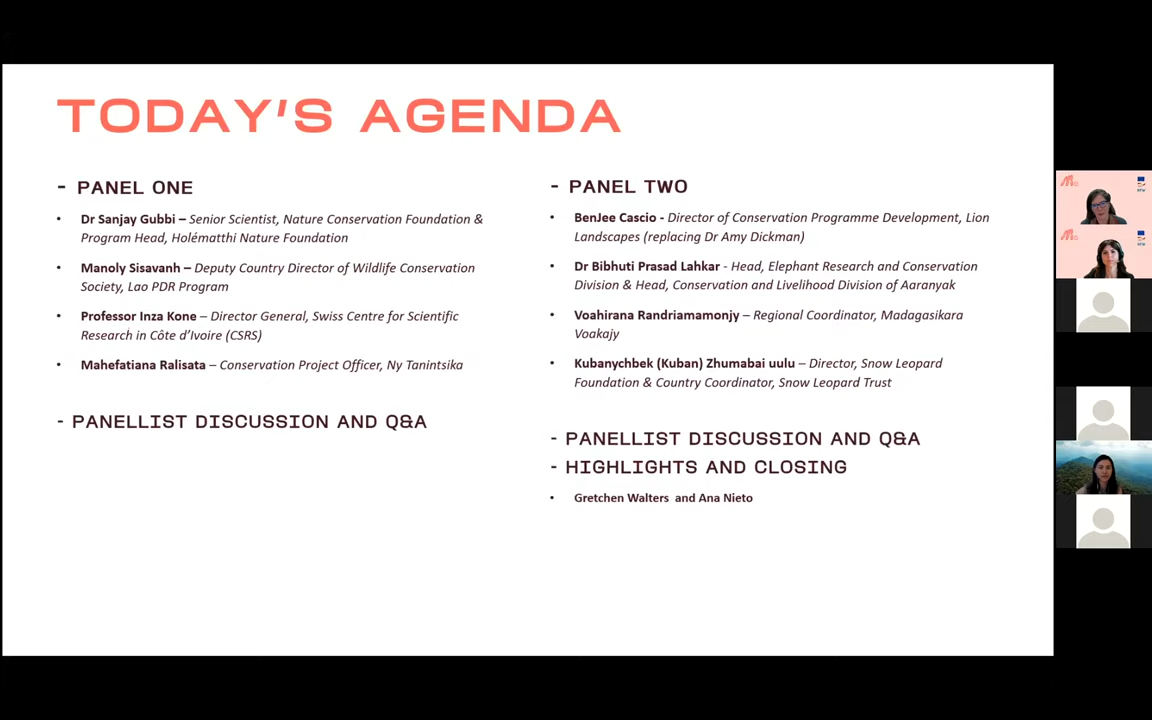 TODAY'S AGENDA
- PANEL ONE
• Dr Sanjay Gubbi – Senior Scientist, Nature Conservation Foundation &
Program Head, Holématthi Nature Foundation
• Manoly Sisavanh – Deputy Country Director of Wildlife Conservation
Society, Lao PDR Program
• Professor Inza Kone – Director General, Swiss Centre for Scientific
Research in Côte d'Ivoire (CSRS)
• Mahefatiana Ralisata – Conservation Project Officer, Ny Tanintsika
- PANELLIST DISCUSSION AND Q&A
- PANEL TWO
• BenJee Cascio - Director of Conservation Programme Development, Lion
Landscapes (replacing Dr Amy Dickman)
• Dr Bibhuti Prasad Lahkar - Head, Elephant Research and Conservation
Division & Head, Conservation and Livelihood Division of Aaranyak
• Voahirana Randriamamonjy – Regional Coordinator, Madagasikara
Voakajy
• Kubanychbek (Kuban) Zhumabai uulu – Director, Snow Leopard
Foundation & Country Coordinator, Snow Leopard Trust
- PANELLIST DISCUSSION AND Q&A
- HIGHLIGHTS AND CLOSING
• Gretchen Walters and Ana Nieto